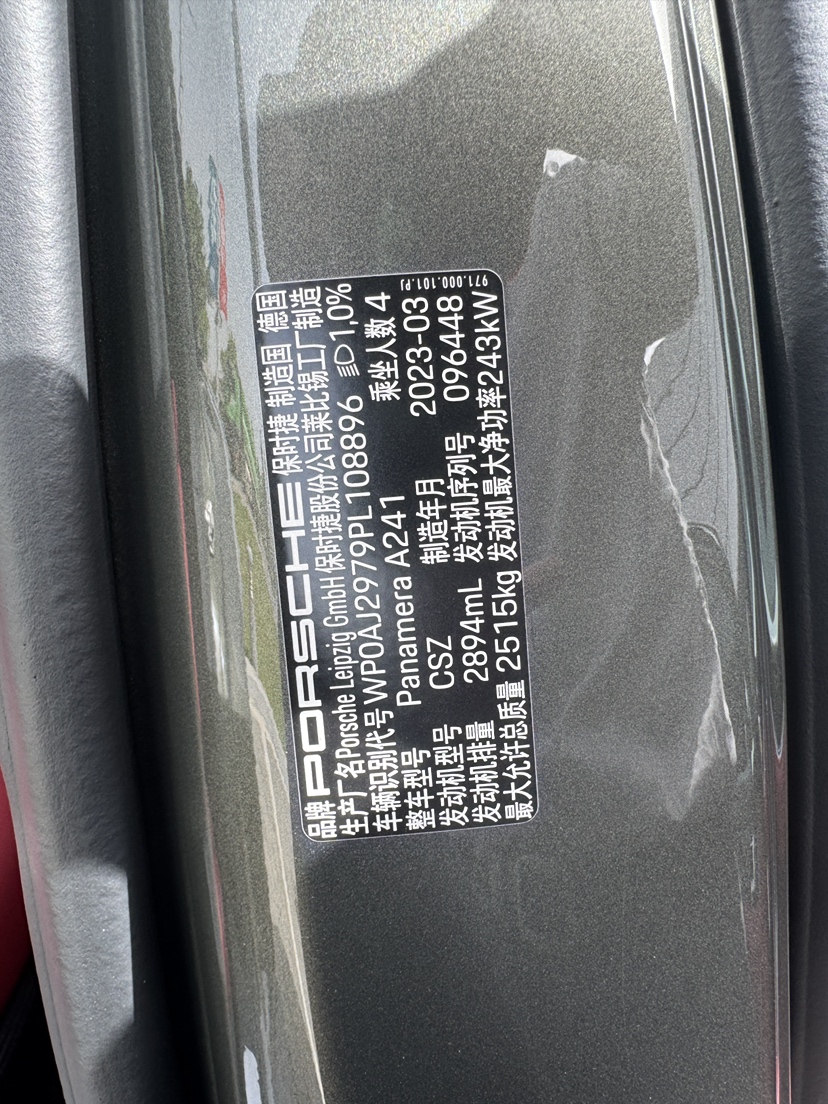 品牌 PORSCHE 保时捷 制造国 德国
生产厂名 Porsche Leipzig GmbH 保时捷股份公司莱比锡工厂制造
车辆识别代号 WP0AJ2979PL108896 1,0%
整车型号 Panamera A241 乘坐人数 4
发动机型号 CSZ 制造年月 2023-03
发动机排量 2894mL 发动机序列号 096448
最大允许总质量 2515kg 发动机最大净功率 243kW
971.000.101.PJ